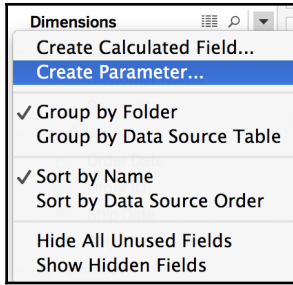 Dimensions
Create Calculated Field...
Create Parameter...
Group by Folder
Group by Data Source Table
Sort by Name
Sort by Data Source Order
Hide All Unused Fields
Show Hidden Fields